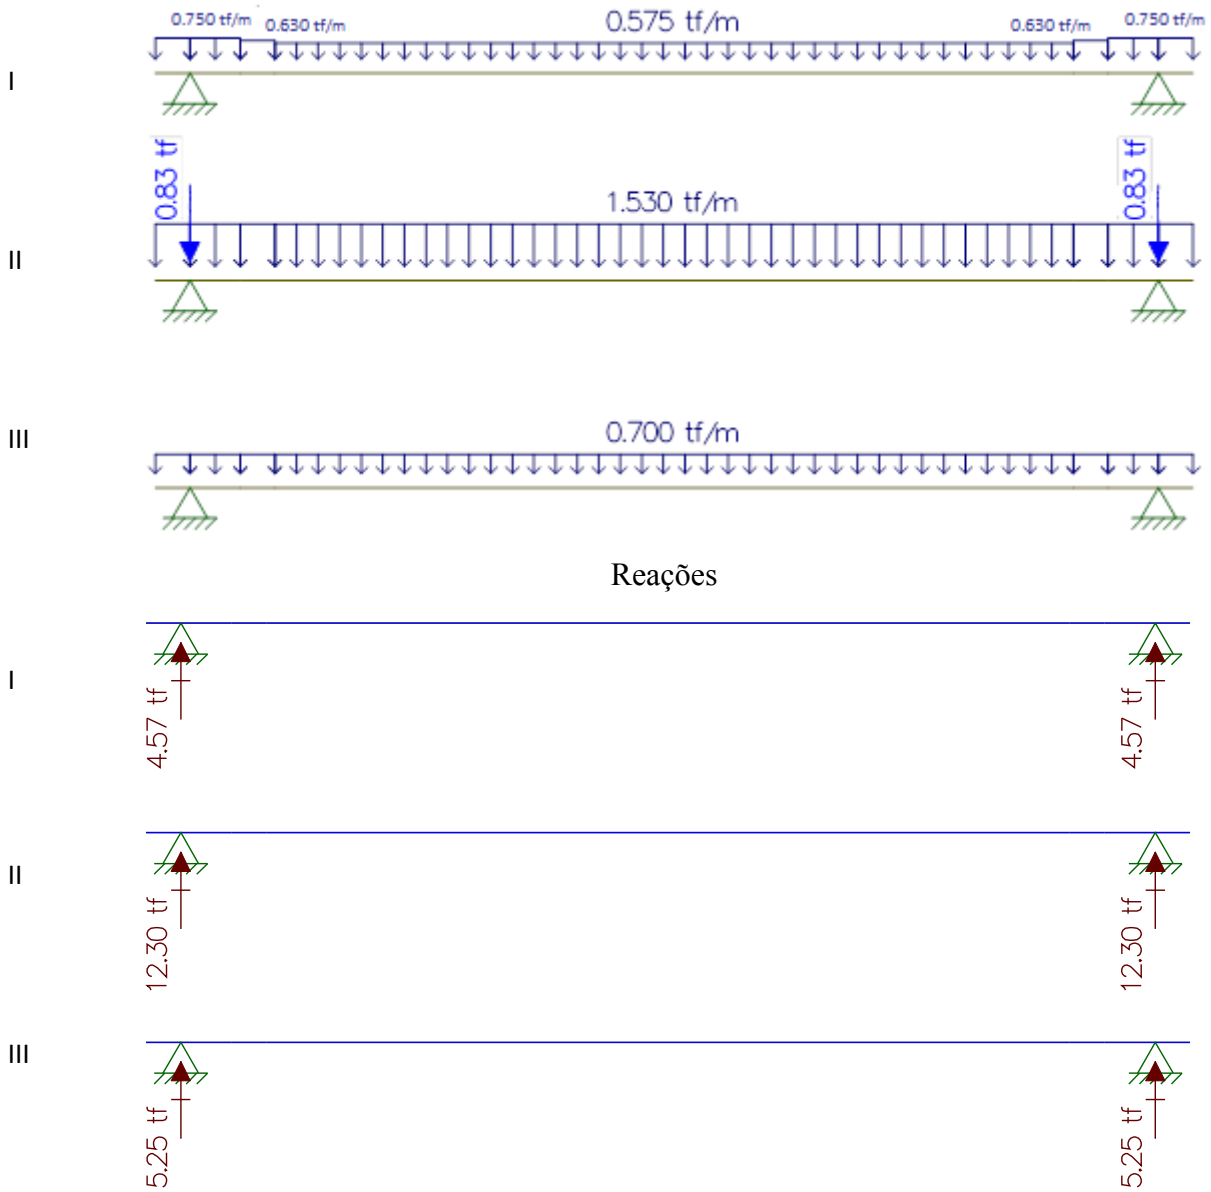 0.750 tf/m 0.630 tf/m 0.575 tf/m 0.630 tf/m 0.750 tf/m
I
0.83 tf 0.83 tf
1.530 tf/m
II
0.700 tf/m
III
Reações
I
4.57 tf 4.57 tf
II
12.30 tf 12.30 tf
III
5.25 tf 5.25 tf